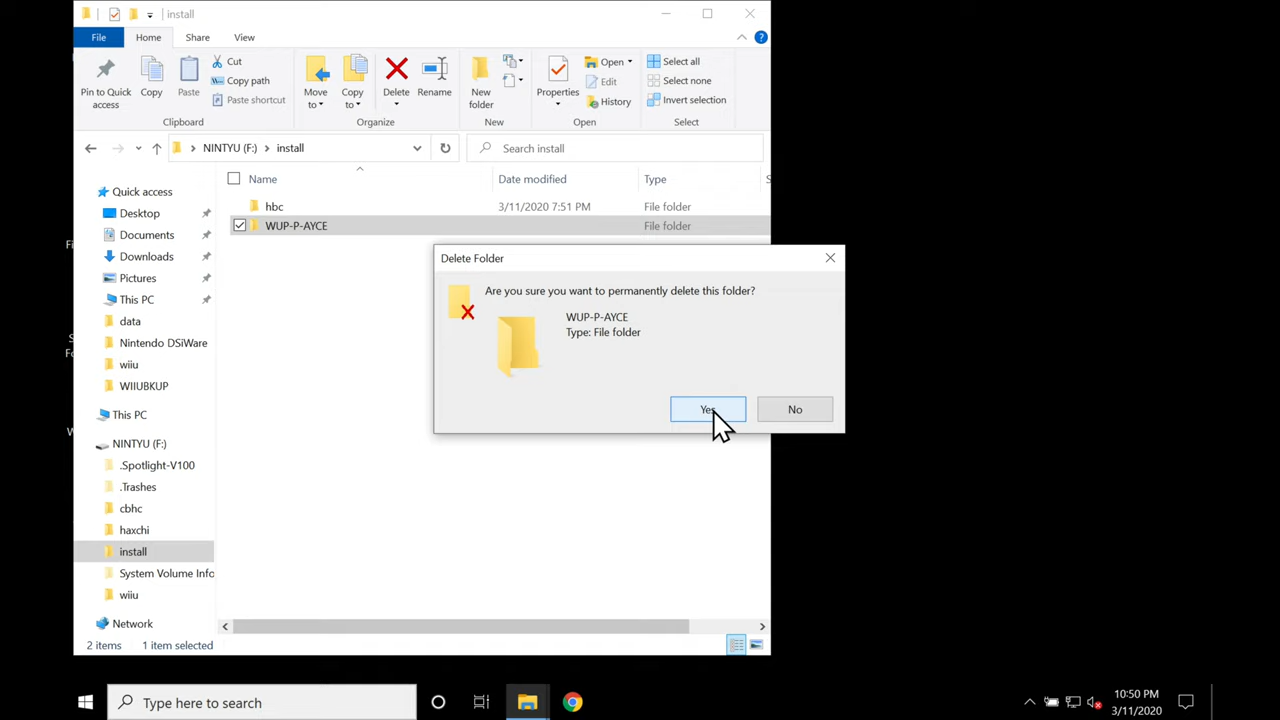 install
File
Home
Share
View
Pin to Quick
access
Copy
Paste
Cut
Copy path
Paste shortcut
Clipboard
Move
to
Copy
to
Delete
Rename
Organize
New
folder
New
Properties
Open
Edit
History
Open
Select all
Select none
Invert selection
Select
NINTYU (F:)
install
Search install
Name
Date modified
Type
S
hbc
3/11/2020 7:51 PM
File folder
WUP-P-AYCE
File folder
Quick access
Desktop
Documents
Downloads
Pictures
This PC
data
Nintendo DSiWare
wiiu
WIIUBKUP
This PC
NINTYU (F:)
.Spotlight-V100
.Trashes
cbhc
haxchi
install
System Volume Info
wiiu
Network
Delete Folder
Are you sure you want to permanently delete this folder?
WUP-P-AYCE
Type: File folder
Yes
No
2 items
1 item selected
Type here to search
10:50 PM
3/11/2020